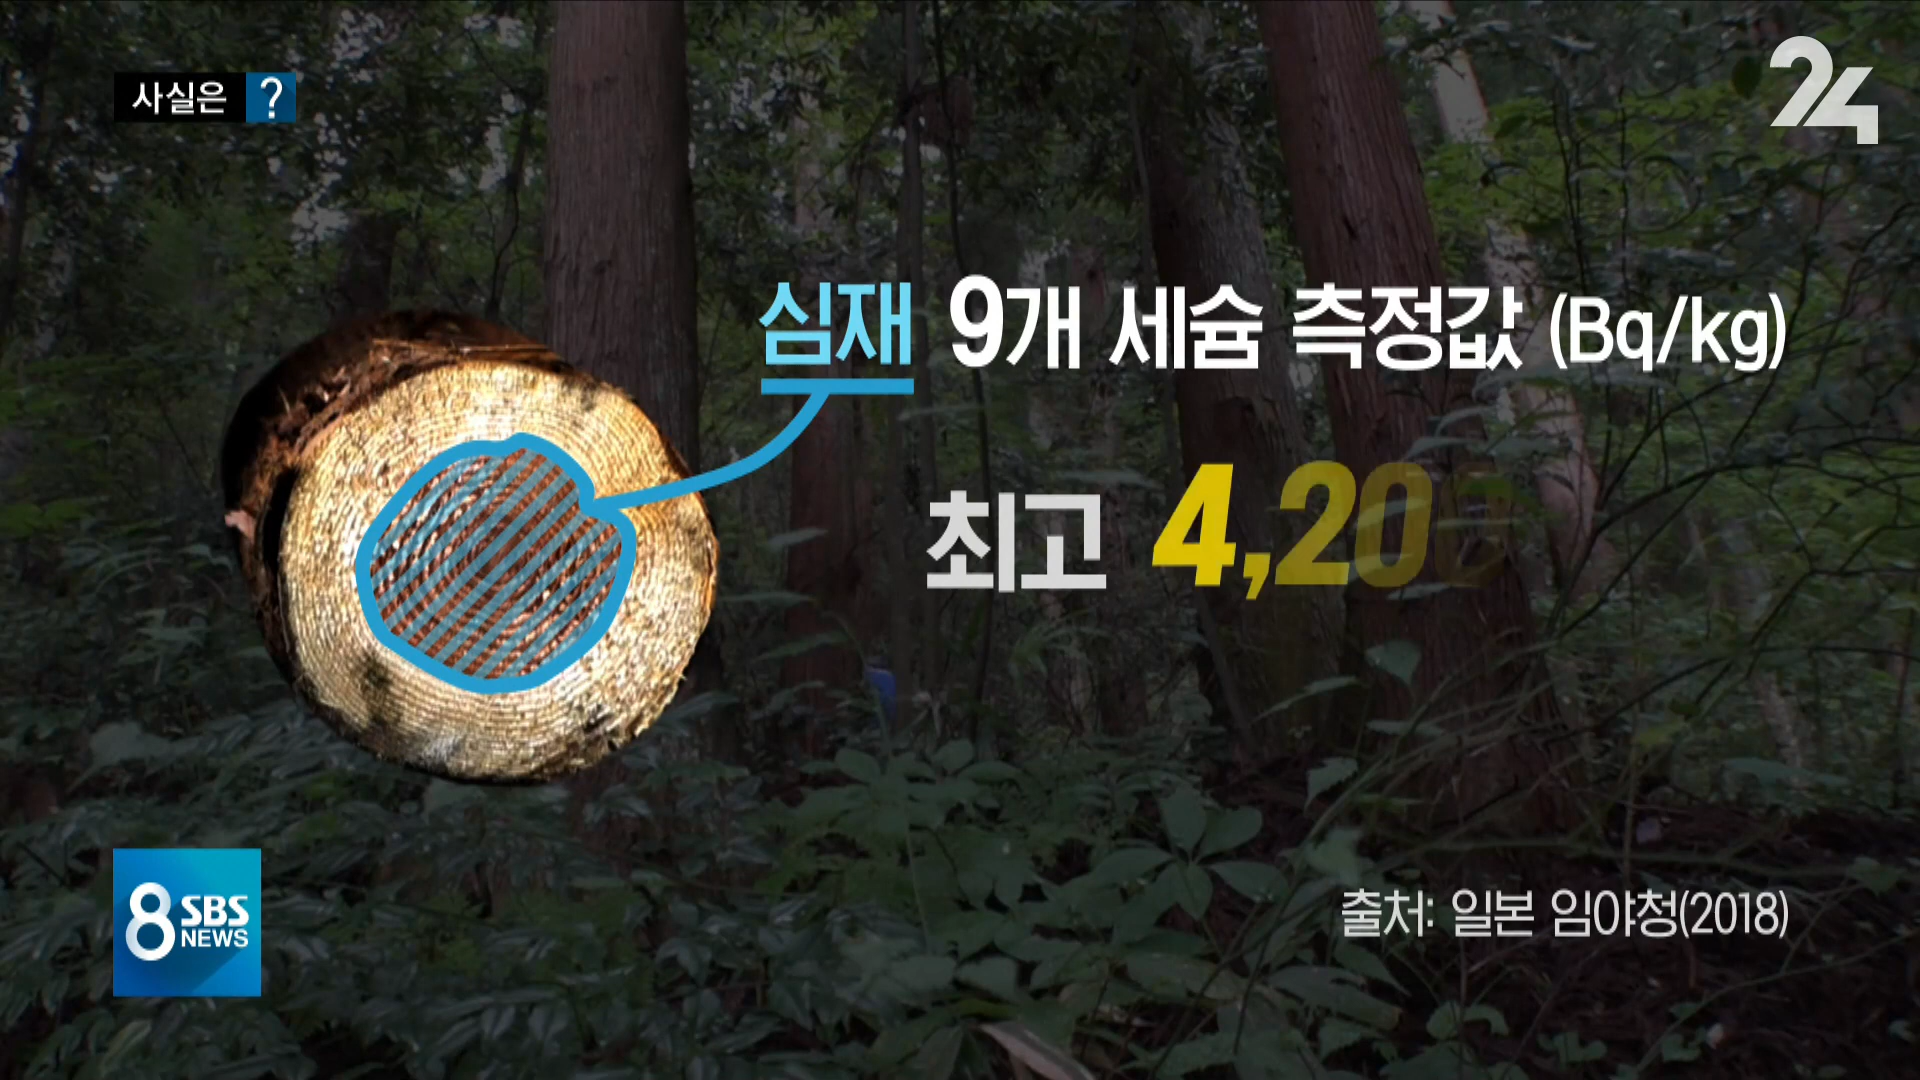 사실은 ?
24
심재 9개 세슘 측정값 (Bq/kg)
최고 4,200
출처: 일본 임야청(2018)
8 SBS NEWS